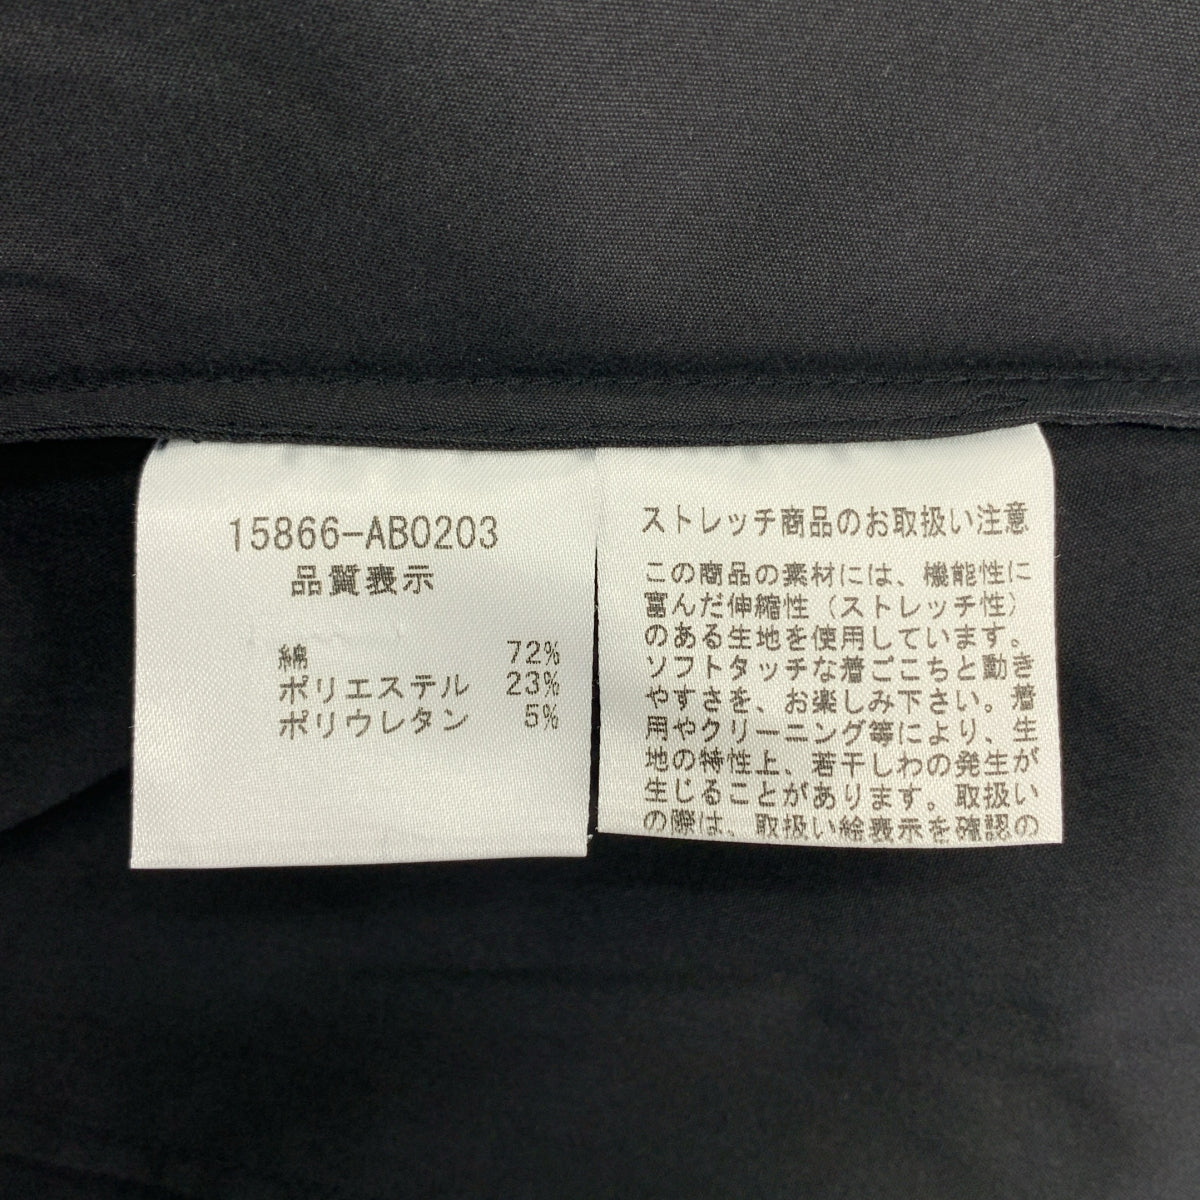 15866-AB0203
品質表示
綿 72%
ポリエステル 23%
ポリウレタン 5%
ストレッチ商品のお取扱い注意
この商品の素材には、機能性に
富んだ伸縮性（ストレッチ性）
のある生地を使用しています。
ソフトタッチな着ごこちと動き
やすさを、お楽しみ下さい。着
用やクリーニング等により、生
地の特性上、若干しわの発生が
生じることがあります。取扱い
の際は、取扱い絵表示を確認の